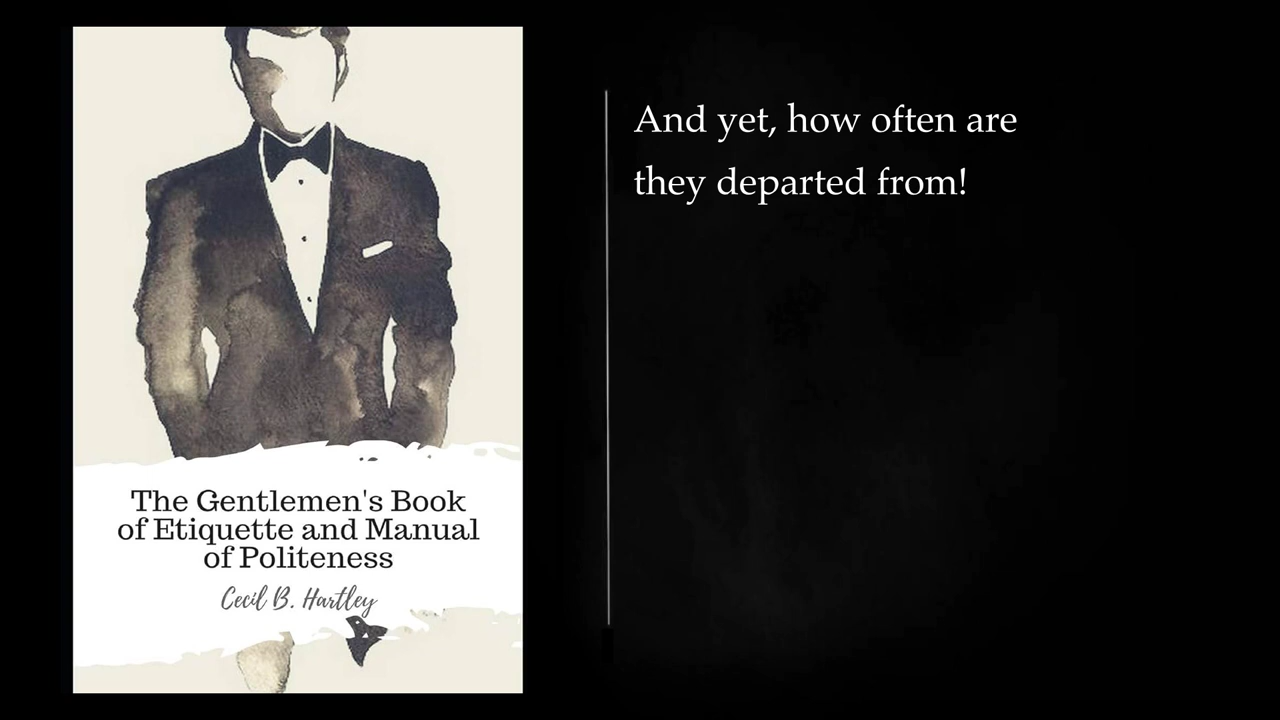 The Gentlemen's Book
of Etiquette and Manual
of Politeness
Cecil B. Hartley
And yet, how often are
they departed from!